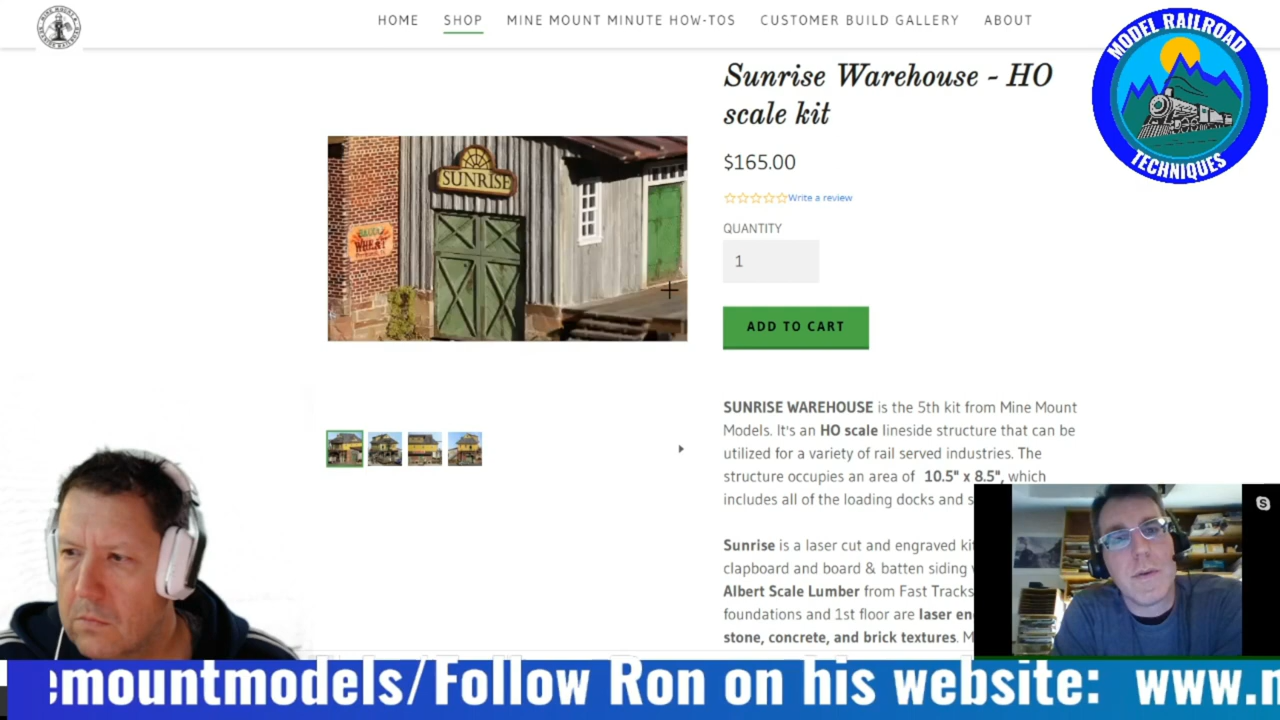 HOME SHOP MINE MOUNT MINUTE HOW-TOS CUSTOMER BUILD GALLERY ABOUT
MODEL RAILROAD
TECHNIQUES
Sunrise Warehouse - HO
scale kit
$165.00
Write a review
QUANTITY
1
ADD TO CART
SUNRISE
WHEAT
SUNRISE WAREHOUSE is the 5th kit from Mine Mount
Models. It's an HO scale lineside structure that can be
utilized for a variety of rail served industries. The
structure occupies an area of 10.5" x 8.5", which
includes all of the loading docks and s
Sunrise is a laser cut and engraved ki
clapboard and board & batten siding
Albert Scale Lumber from Fast Tracks
foundations and 1st floor are laser en
stone, concrete, and brick textures. M
emountmodels/Follow Ron on his website: www.m